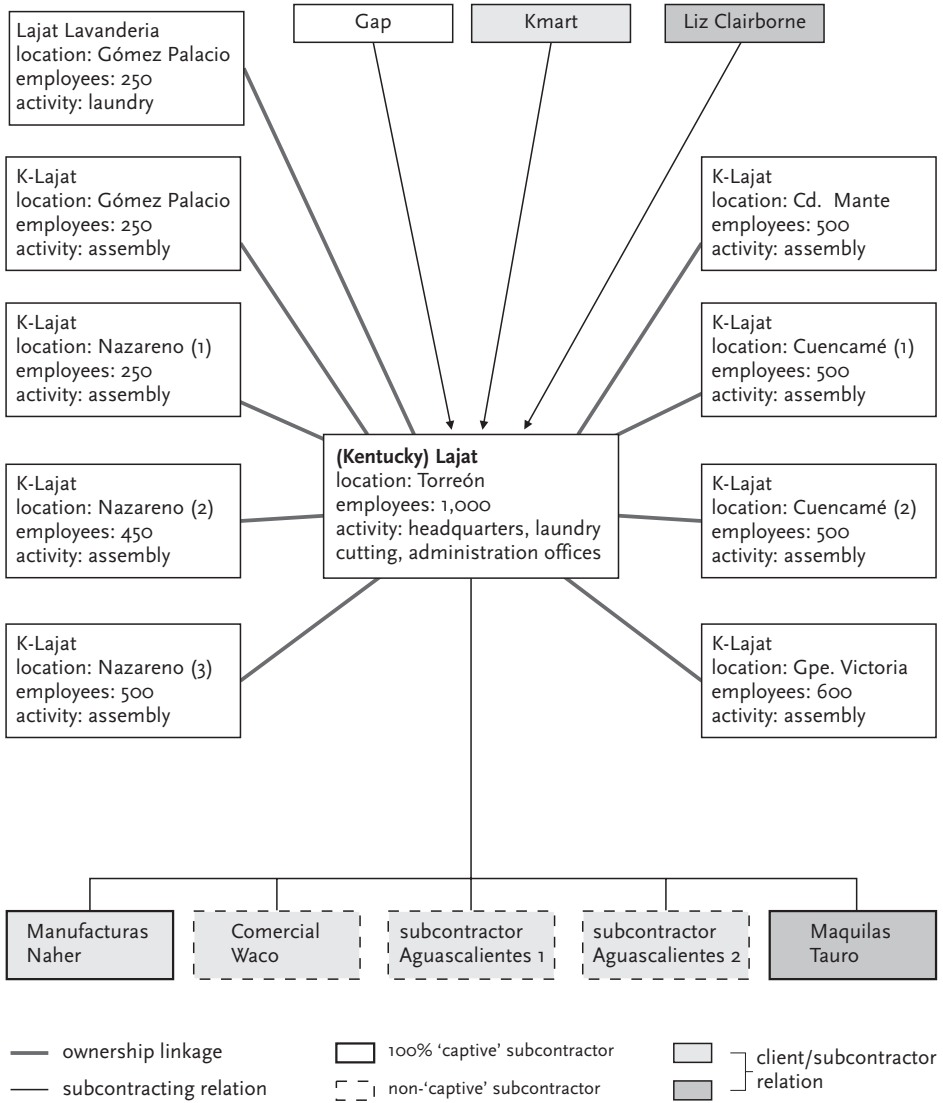 Lajat Lavanderia
location: Gómez Palacio
employees: 250
activity: laundry
Gap
Kmart
Liz Clairborne
K-Lajat
location: Gómez Palacio
employees: 250
activity: assembly
K-Lajat
location: Cd. Mante
employees: 500
activity: assembly
K-Lajat
location: Nazareno (1)
employees: 250
activity: assembly
K-Lajat
location: Cuencamé (1)
employees: 500
activity: assembly
(Kentucky) Lajat
location: Torreón
employees: 1,000
activity: headquarters, laundry
cutting, administration offices
K-Lajat
location: Nazareno (2)
employees: 450
activity: assembly
K-Lajat
location: Cuencamé (2)
employees: 500
activity: assembly
K-Lajat
location: Nazareno (3)
employees: 500
activity: assembly
K-Lajat
location: Gpe. Victoria
employees: 600
activity: assembly
Manufacturas
Naher
Comercial
Waco
subcontractor
Aguascalientes 1
subcontractor
Aguascalientes 2
Maquilas
Tauro
ownership linkage
subcontracting relation
100% 'captive' subcontractor
non-'captive' subcontractor
client/subcontractor
relation